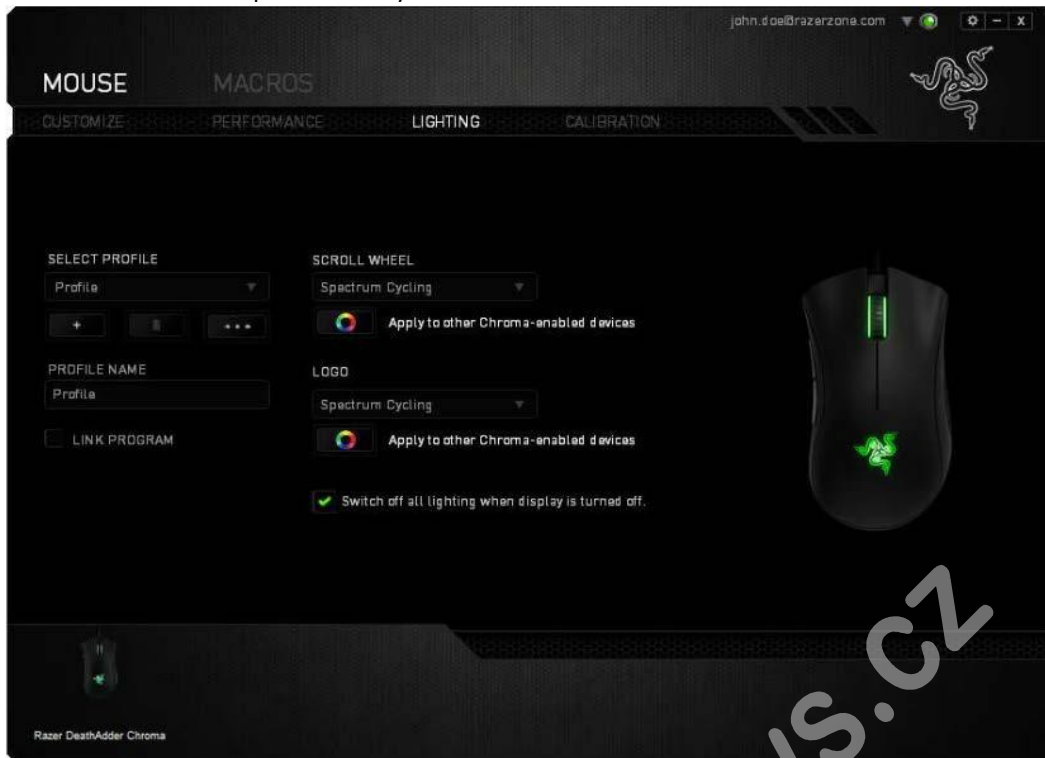 john.doe@razerzone.com
MOUSE
MACROS
CUSTOMIZE
PERFORMANCE
LIGHTING
CALIBRATION
SELECT PROFILE
Profile
PROFILE NAME
Profile
LINK PROGRAM
SCROLL WHEEL
Spectrum Cycling
Apply to other Chroma-enabled devices
LOGO
Spectrum Cycling
Apply to other Chroma-enabled devices
Switch off all lighting when display is turned off.
Razer DeathAdder Chroma
s.cz